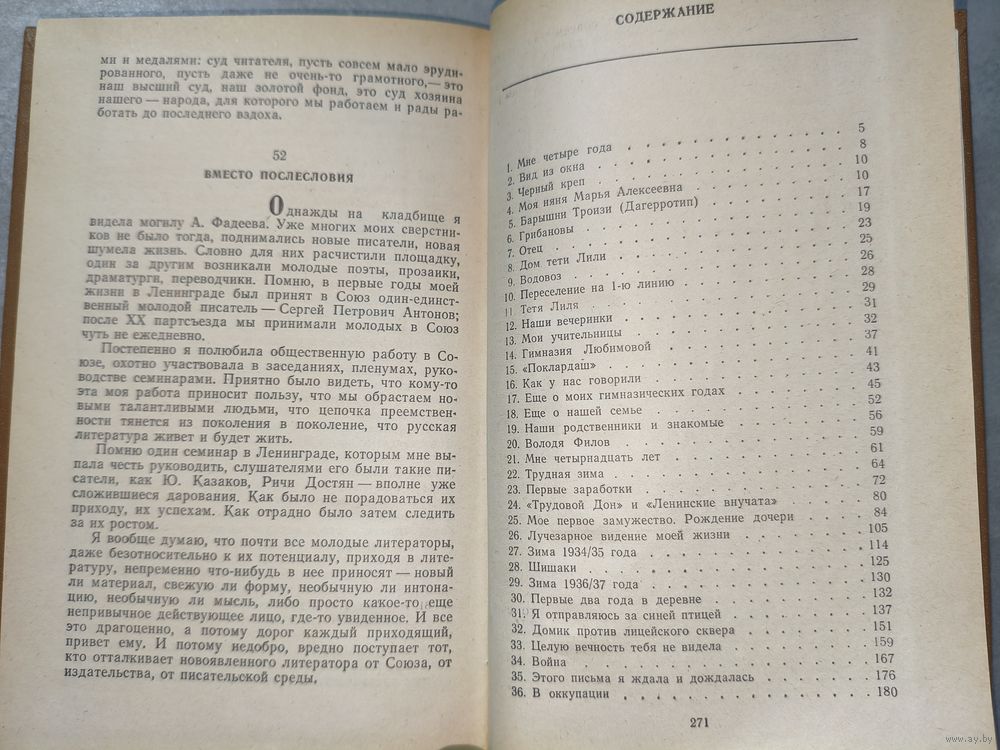 ми и медалями: суд читателя, пусть совсем мало эруди-
рованного, пусть даже не очень-то грамотного,— это
наш высший суд, наш золотой фонд, это суд хозяина
нашего — народа, для которого мы работаем и рады ра-
ботать до последнего вздоха.
52
ВМЕСТО ПОСЛЕСЛОВИЯ
Однажды на кладбище я
видела могилу А. Фадеева. Уже многих моих сверстни-
ков не было тогда, поднимались новые писатели, новая
шумела жизнь. Словно для них расчистили площадку,
один за другим возникали молодые поэты, прозаики,
драматурги, переводчики. Помню, в первые годы моей
жизни в Ленинграде был принят в Союз один-единст-
венный молодой писатель — Сергей Петрович Антонов;
после XX партсъезда мы принимали молодых в Союз
чуть не ежедневно.
Постепенно я полюбила общественную работу в Со-
юзе, охотно участвовала в заседаниях, пленумах, руко-
водстве семинарами. Приятно было видеть, что кому-то
эта моя работа приносит пользу, что мы обрастаем но-
выми талантливыми людьми, что цепочка преемствен-
ности тянется из поколения в поколение, что русская
литература живет и будет жить.
Помню один семинар в Ленинграде, которым мне вы-
пала честь руководить, слушателями его были такие пи-
сатели, как Ю. Казаков, Ричи Достян — вполне уже
сложившиеся дарования. Как было не порадоваться их
приходу, их успехам. Как отрадно было затем следить
за их ростом.
Я вообще думаю, что почти все молодые литераторы,
даже безотносительно к их потенциалу, приходя в лите-
ратуру, непременно что-нибудь в нее приносят — новый
ли материал, свежую ли форму, необычную ли интона-
цию, необычную ли мысль, либо просто какое-то еще
непривычное действующее лицо, где-то увиденное. И все
это драгоценно, а потому дорог каждый приходящий,
привет ему. И потому недобро, вредно поступает тот,
кто отталкивает новоявленного литератора от Союза, от
издательства, от писательской среды.
СОДЕРЖАНИЕ
1. Мне четыре года . . . . . . . . 5
2. Вид из окна . . . . . . . . 8
3. Черный креп . . . . . . . . 10
4. Моя няня Марья Алексеевна . . . . . . . . 10
5. Барышни Троизи (Дагерротип) . . . . . . . . 17
6. Грибановы . . . . . . . . 19
7. Отец . . . . . . . . 23
8. Дом тети Лили . . . . . . . . 25
9. Водовоз . . . . . . . . 26
10. Переселение на 1-ю линию . . . . . . . . 28
11. Тетя Лиля . . . . . . . . 29
12. Наши вечеринки . . . . . . . . 31
13. Мои учительницы . . . . . . . . 32
14. Гимназия Любимовой . . . . . . . . 37
15. «Поклардаш» . . . . . . . . 41
16. Как у нас говорили . . . . . . . . 43
17. Еще о моих гимназических годах . . . . . . . . 45
18. Еще о нашей семье . . . . . . . . 52
19. Наши родственники и знакомые . . . . . . . . 56
20. Володя Филов . . . . . . . . 59
21. Мне четырнадцать лет . . . . . . . . 61
22. Трудная зима . . . . . . . . 64
23. Первые заработки . . . . . . . . 72
24. «Трудовой Дон» и «Ленинские внучата» . . . . . . . . 80
25. Мое первое замужество. Рождение дочери . . . . . . . . 84
26. Лучезарное видение моей жизни . . . . . . . . 105
27. Зима 1934/35 года . . . . . . . . 114
28. Шишаки . . . . . . . . 125
29. Зима 1936/37 года . . . . . . . . 130
30. Первые два года в деревне . . . . . . . . 132
31. Я отправляюсь за синей птицей . . . . . . . . 137
32. Домик против лицейского сквера . . . . . . . . 151
33. Целую вечность тебя не видела . . . . . . . . 159
34. Война . . . . . . . . 167
35. Этого письма я ждала и дождалась . . . . . . . . 176
36. В оккупации . . . . . . . . 180
271
www.ay.by